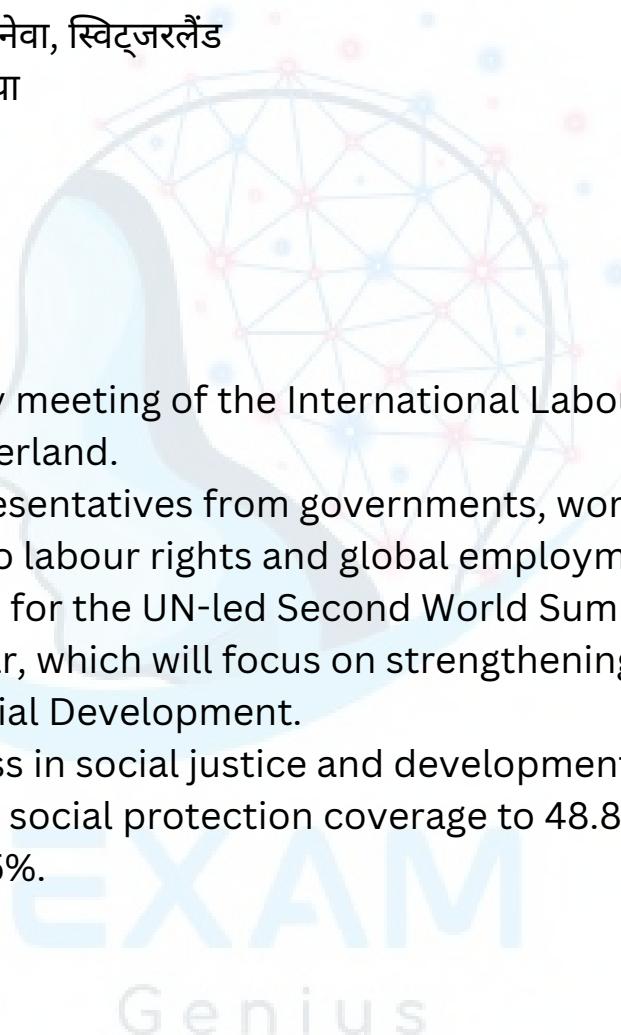 नेवा, स्विट्जरलैंड
या
y meeting of the International Labou
erland.
esentatives from governments, wor
o labour rights and global employm
for the UN-led Second World Sum
ar, which will focus on strengthening
ial Development.
ss in social justice and development
social protection coverage to 48.8
5%.
EXAM
Genius